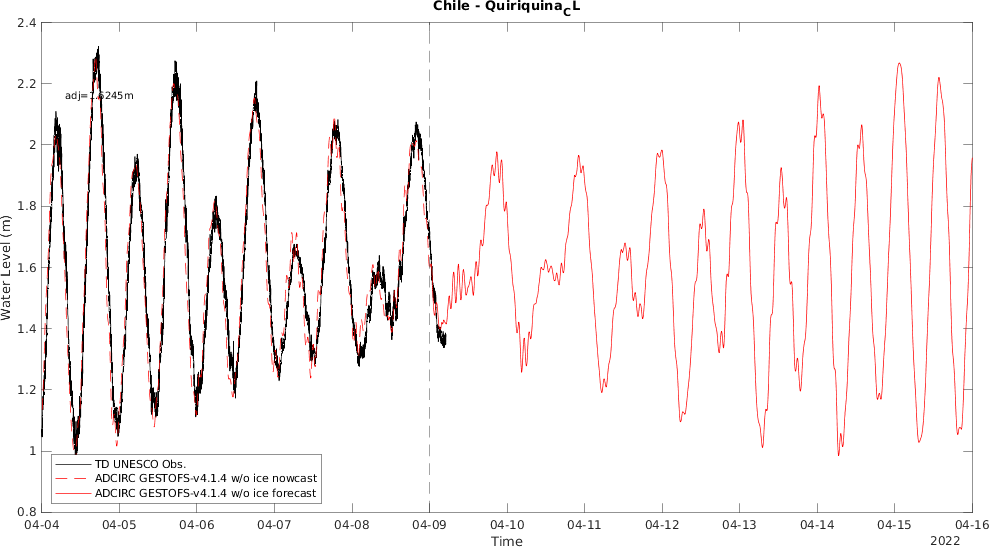 Chile - Quiriquina_CL
2.4
2.2
2
1.8
1.6
1.4
1.2
1
0.8
Water Level (m)
adj=1.6245m
TD UNESCO Obs.
ADCIRC GESTOFS-v4.1.4 w/o ice nowcast
ADCIRC GESTOFS-v4.1.4 w/o ice forecast
04-04 04-05 04-06 04-07 04-08 04-09 04-10 04-11 04-12 04-13 04-14 04-15 04-16
Time
2022